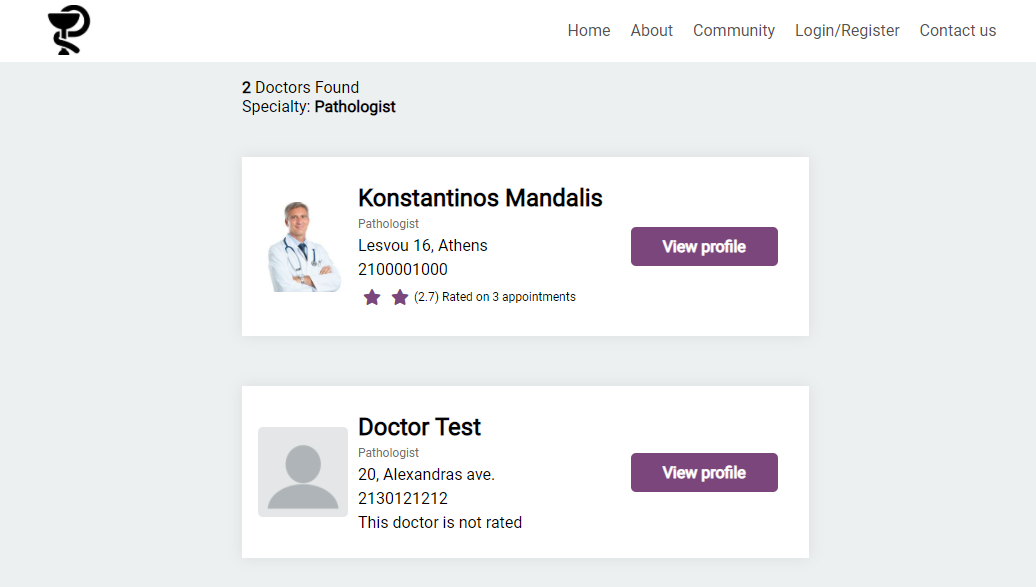 Home About Community Login/Register Contact us
2 Doctors Found
Specialty: Pathologist
Konstantinos Mandalis
Pathologist
Lesvou 16, Athens
2100001000
(2.7) Rated on 3 appointments
View profile
Doctor Test
Pathologist
20, Alexandras ave.
2130121212
This doctor is not rated
View profile